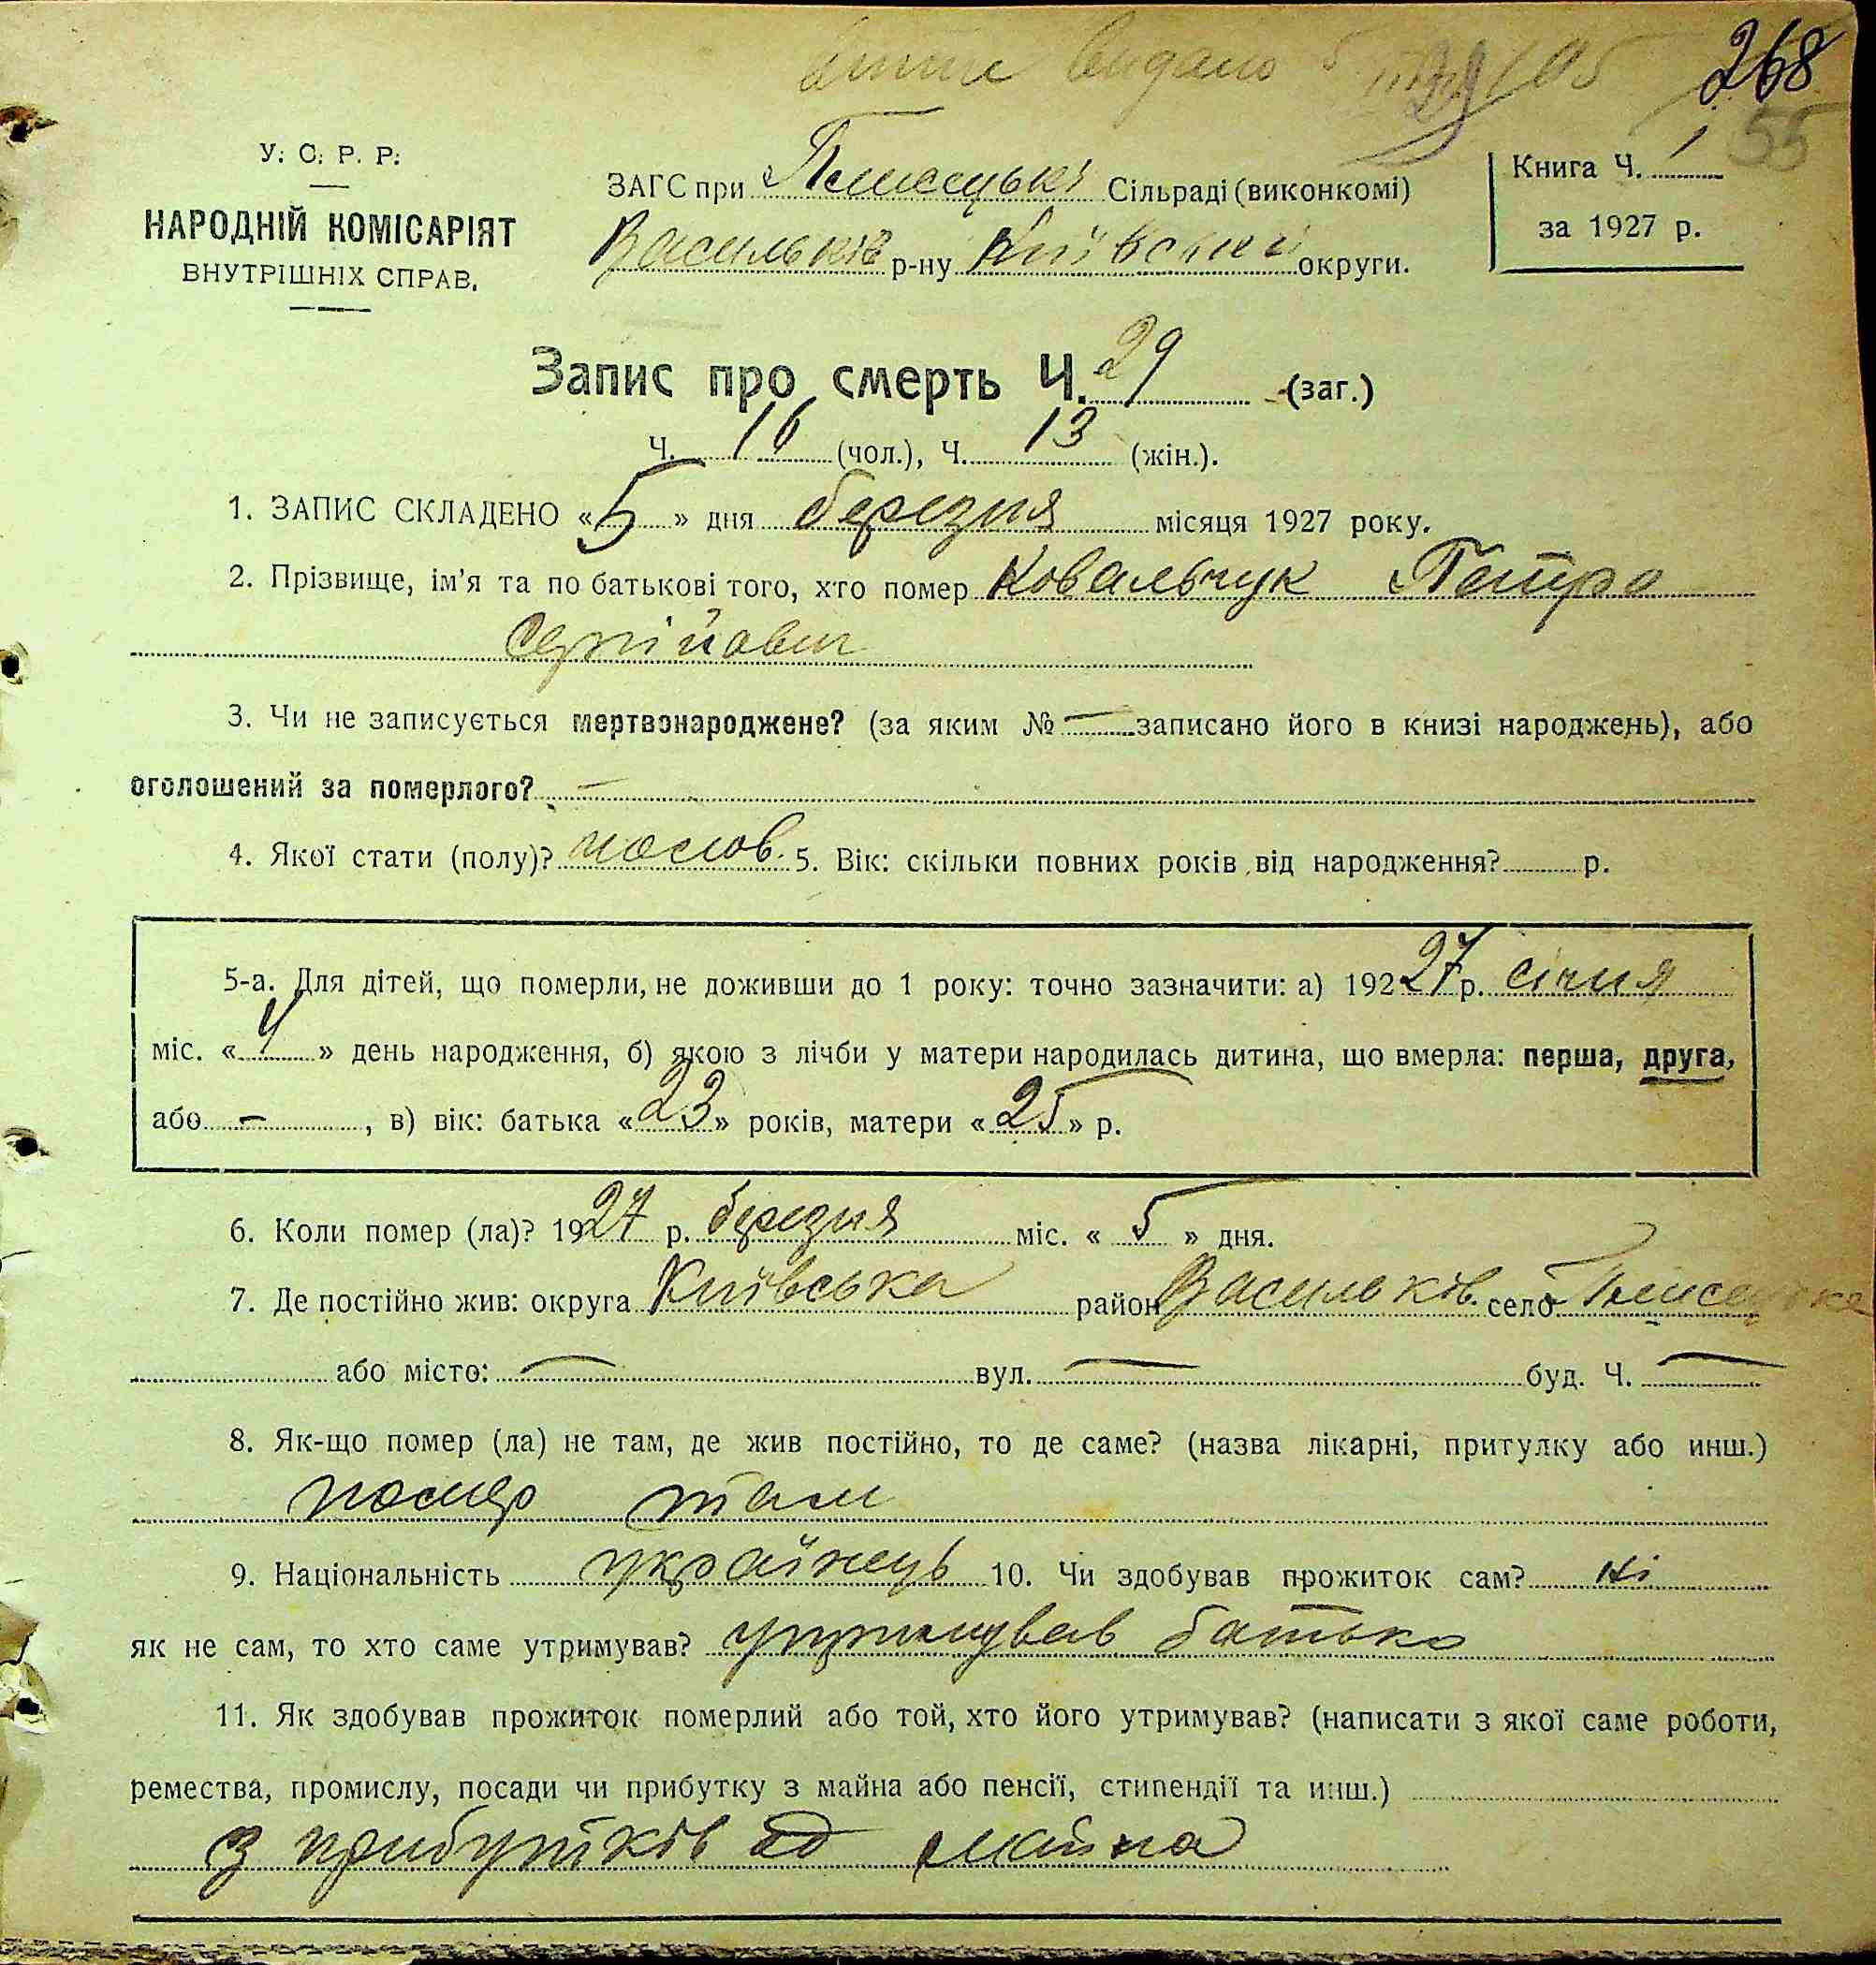 видано 5 268
55
У. С. Р. Р.
НАРОДНІЙ КОМІСАРІЯТ
ВНУТРІШНІХ СПРАВ.
ЗАГС при Сільраді (виконкомі)
Васильків р-ну Київської округи.
Книга Ч. 1
за 1927 р.
Запис про смерть Ч. 29 (заг.)
Ч. 16 (чол.), Ч. 13 (жін.).
1. ЗАПИС СКЛАДЕНО «5» дня березня місяця 1927 року.
2. Прізвище, ім’я та по батькові того, хто помер Ковальчук Петро
Сергійович
3. Чи не записується мертвонароджене? (за яким № — записано його в книзі народжень), або
оголошений за померлого? —
4. Якої стати (полу)? чолов. 5. Вік: скільки повних років від народження? р.
5-а. Для дітей, що померли, не доживши до 1 року: точно зазначити: а) 19227 р. січня
міс. «4» день народження, б) якою з лічби у матери народилась дитина, що вмерла: перша, друга,
або — , в) вік: батька «23» років, матери «25» р.
6. Коли помер (ла)? 1927 р. березня міс. «5» дня.
7. Де постійно жив: округа Київська район Васильків. село
або місто: — вул. — буд. Ч. —
8. Як-що помер (ла) не там, де жив постійно, то де саме? (назва лікарні, притулку або инш.)
помер там
9. Національність українець 10. Чи здобував прожиток сам? ні
як не сам, то хто саме утримував? утримував батько
11. Як здобував прожиток померлий або той, хто його утримував? (написати з якої саме роботи,
ремества, промислу, посади чи прибутку з майна або пенсії, стипендії та инш.)
з прибутків од майна